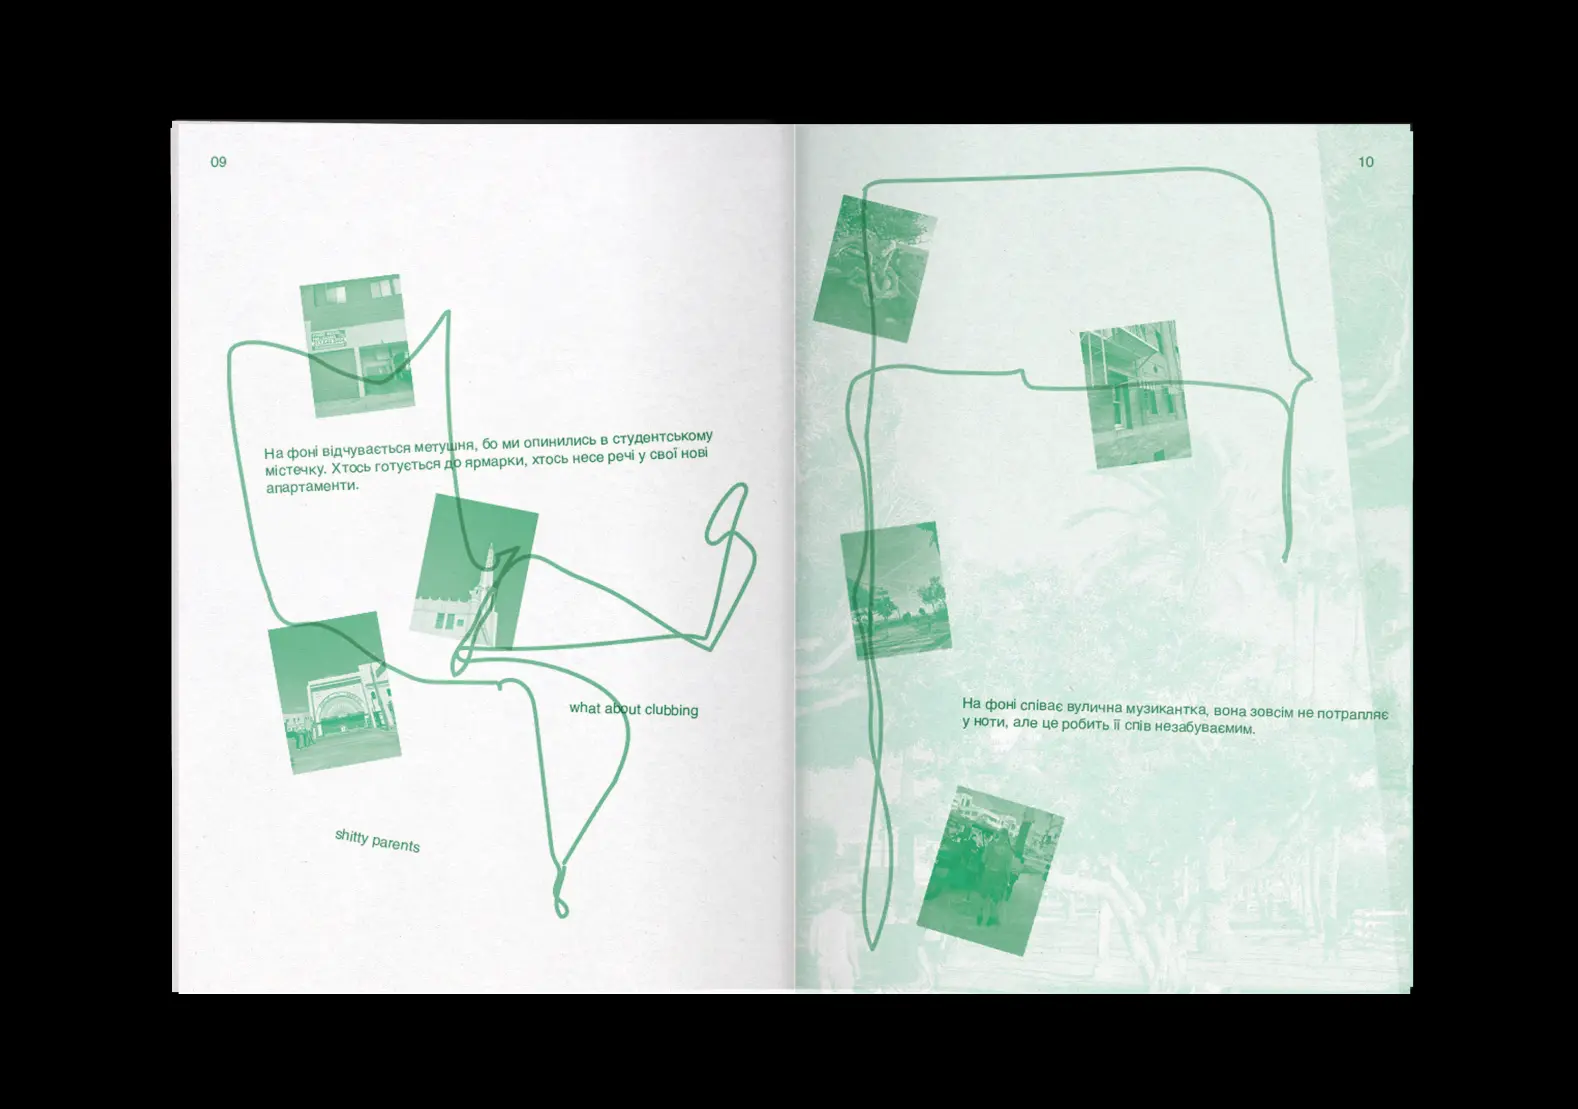 09
На фоні відчувається метушня, бо ми опинились в студентському
містечку. Хтось готується до ярмарки, хтось несе речі у свої нові
апартаменти.
what about clubbing
shitty parents
10
На фоні співає вулична музикантка, вона зовсім не потрапляє
у ноти, але це робить її спів незабуваємим.